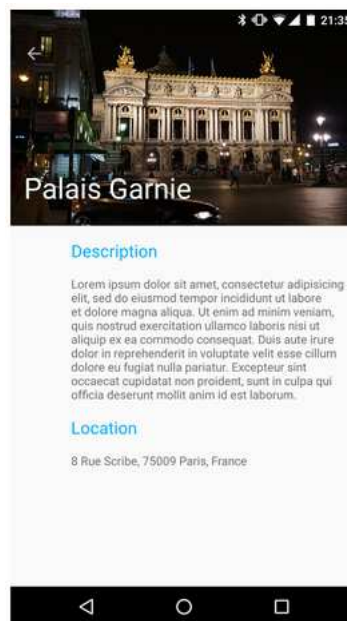 21:35
Palais Garnie
Description
Lorem ipsum dolor sit amet, consectetur adipisicing
elit, sed do eiusmod tempor incididunt ut labore
et dolore magna aliqua. Ut enim ad minim veniam,
quis nostrud exercitation ullamco laboris nisi ut
aliquip ex ea commodo consequat. Duis aute irure
dolor in reprehenderit in voluptate velit esse cillum
dolore eu fugiat nulla pariatur. Excepteur sint
occaecat cupidatat non proident, sunt in culpa qui
officia deserunt mollit anim id est laborum.
Location
8 Rue Scribe, 75009 Paris, France